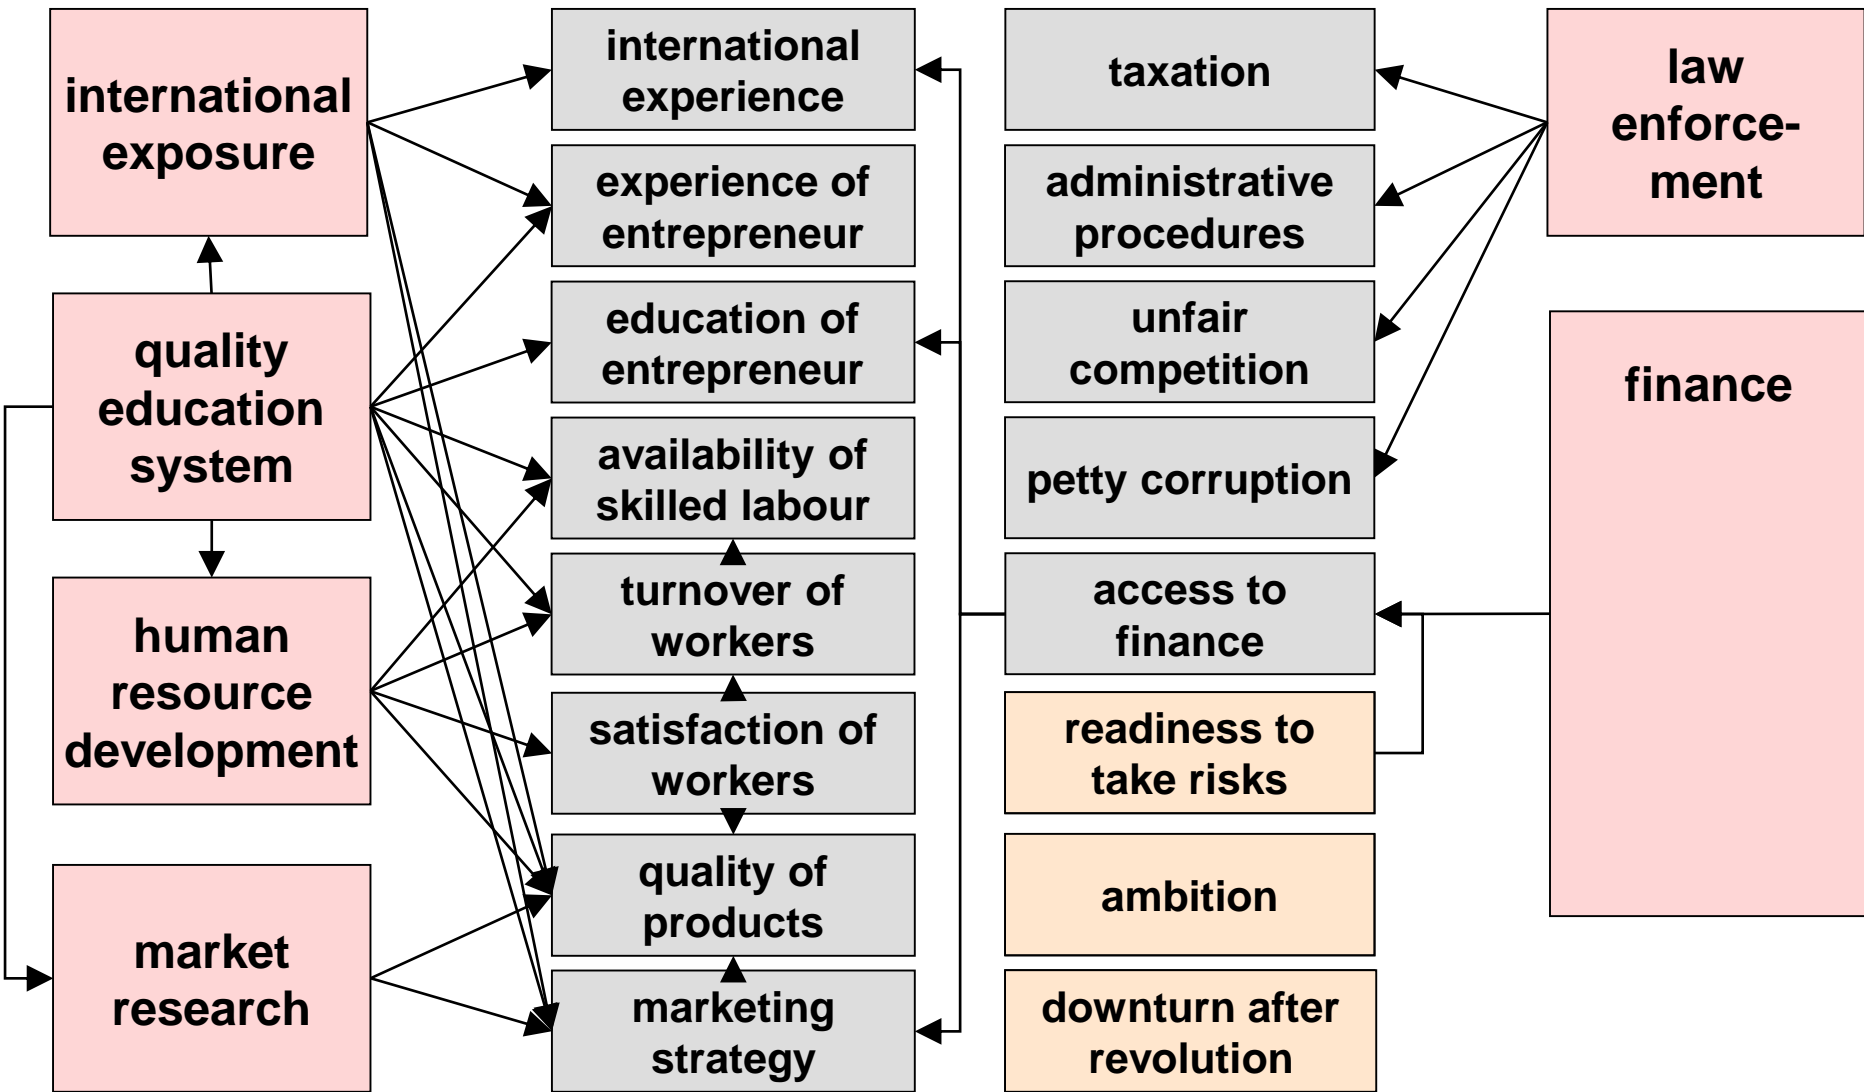 international
exposure
quality
education
system
human
resource
development
market
research
international
experience
experience of
entrepreneur
education of
entrepreneur
availability of
skilled labour
turnover of
workers
satisfaction of
workers
quality of
products
marketing
strategy
taxation
administrative
procedures
unfair
competition
petty corruption
access to
finance
readiness to
take risks
ambition
downturn after
revolution
law
enforce-
ment
finance